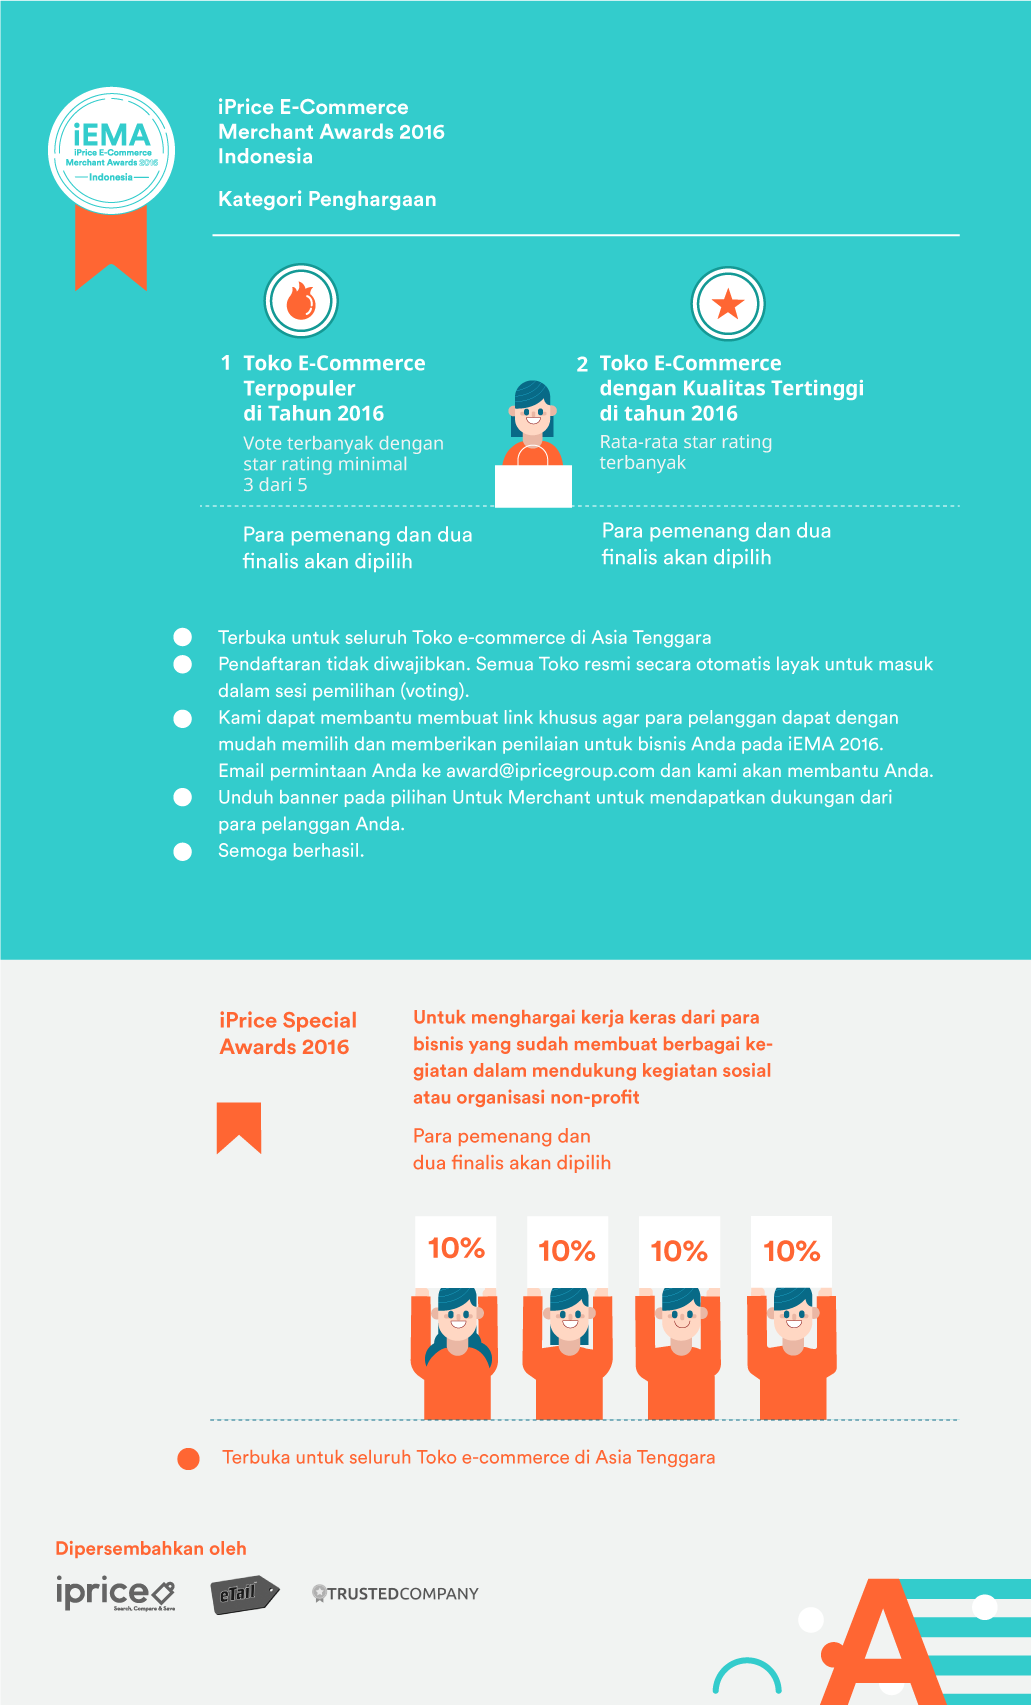 iEMA
iPrice E-Commerce
Merchant Awards 2016
Indonesia
iPrice E-Commerce
Merchant Awards 2016
Indonesia
Kategori Penghargaan
1 Toko E-Commerce
Terpopuler
di Tahun 2016
Vote terbanyak dengan
star rating minimal
3 dari 5
2 Toko E-Commerce
dengan Kualitas Tertinggi
di tahun 2016
Rata-rata star rating
terbanyak
Para pemenang dan dua
finalis akan dipilih
Para pemenang dan dua
finalis akan dipilih
Terbuka untuk seluruh Toko e-commerce di Asia Tenggara
Pendaftaran tidak diwajibkan. Semua Toko resmi secara otomatis layak untuk masuk
dalam sesi pemilihan (voting).
Kami dapat membantu membuat link khusus agar para pelanggan dapat dengan
mudah memilih dan memberikan penilaian untuk bisnis Anda pada iEMA 2016.
Email permintaan Anda ke award@ipricegroup.com dan kami akan membantu Anda.
Unduh banner pada pilihan Untuk Merchant untuk mendapatkan dukungan dari
para pelanggan Anda.
Semoga berhasil.
iPrice Special
Awards 2016
Untuk menghargai kerja keras dari para
bisnis yang sudah membuat berbagai ke-
giatan dalam mendukung kegiatan sosial
atau organisasi non-profit
Para pemenang dan
dua finalis akan dipilih
10% 10% 10% 10%
Terbuka untuk seluruh Toko e-commerce di Asia Tenggara
Dipersembahkan oleh
iprice
Search, Compare & Save
eTail
TRUSTEDCOMPANY
A